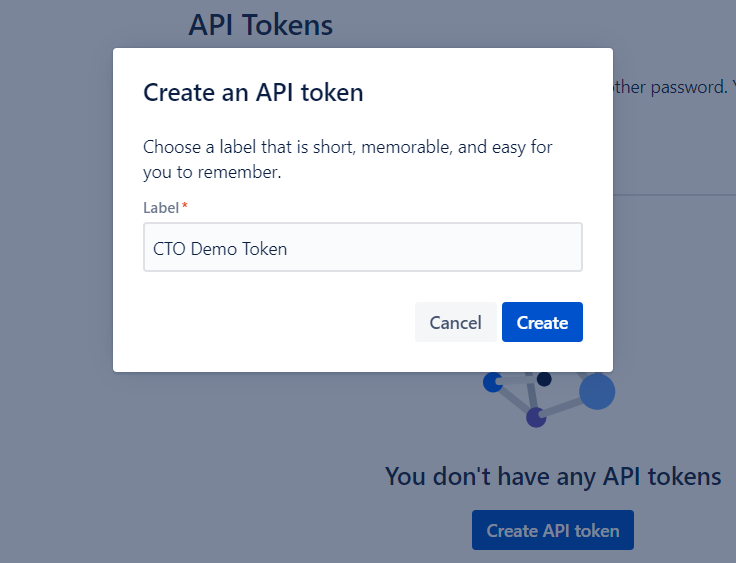 API Tokens
Create an API token
other password.
Choose a label that is short, memorable, and easy for
you to remember.
Label*
CTO Demo Token
Cancel
Create
You don't have any API tokens
Create API token